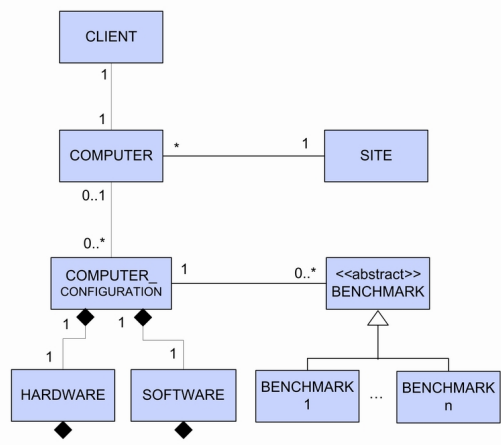 CLIENT
1
1
COMPUTER
*
1
SITE
0..1
0..*
COMPUTER_
CONFIGURATION
1
0..*
<<abstract>>
BENCHMARK
1
1
1
1
HARDWARE
SOFTWARE
BENCHMARK
1
...
BENCHMARK
n